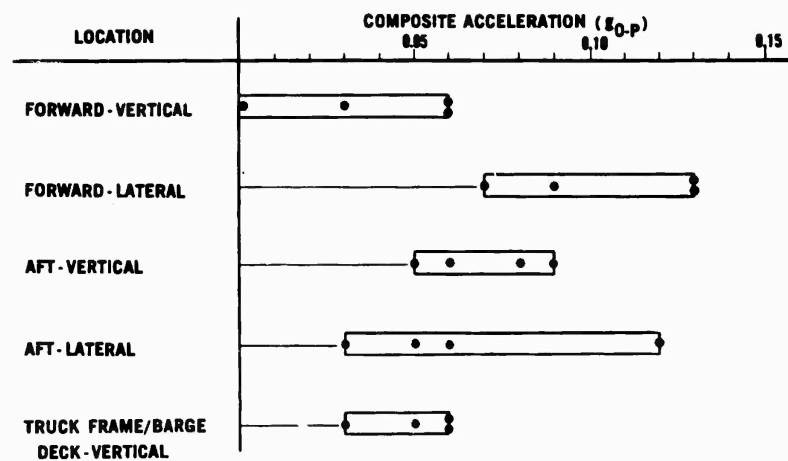 LOCATION
COMPOSITE ACCELERATION (g0-P)
0.05 0.10 0.15
FORWARD-VERTICAL
FORWARD-LATERAL
AFT-VERTICAL
AFT-LATERAL
TRUCK FRAME/BARGE
DECK-VERTICAL